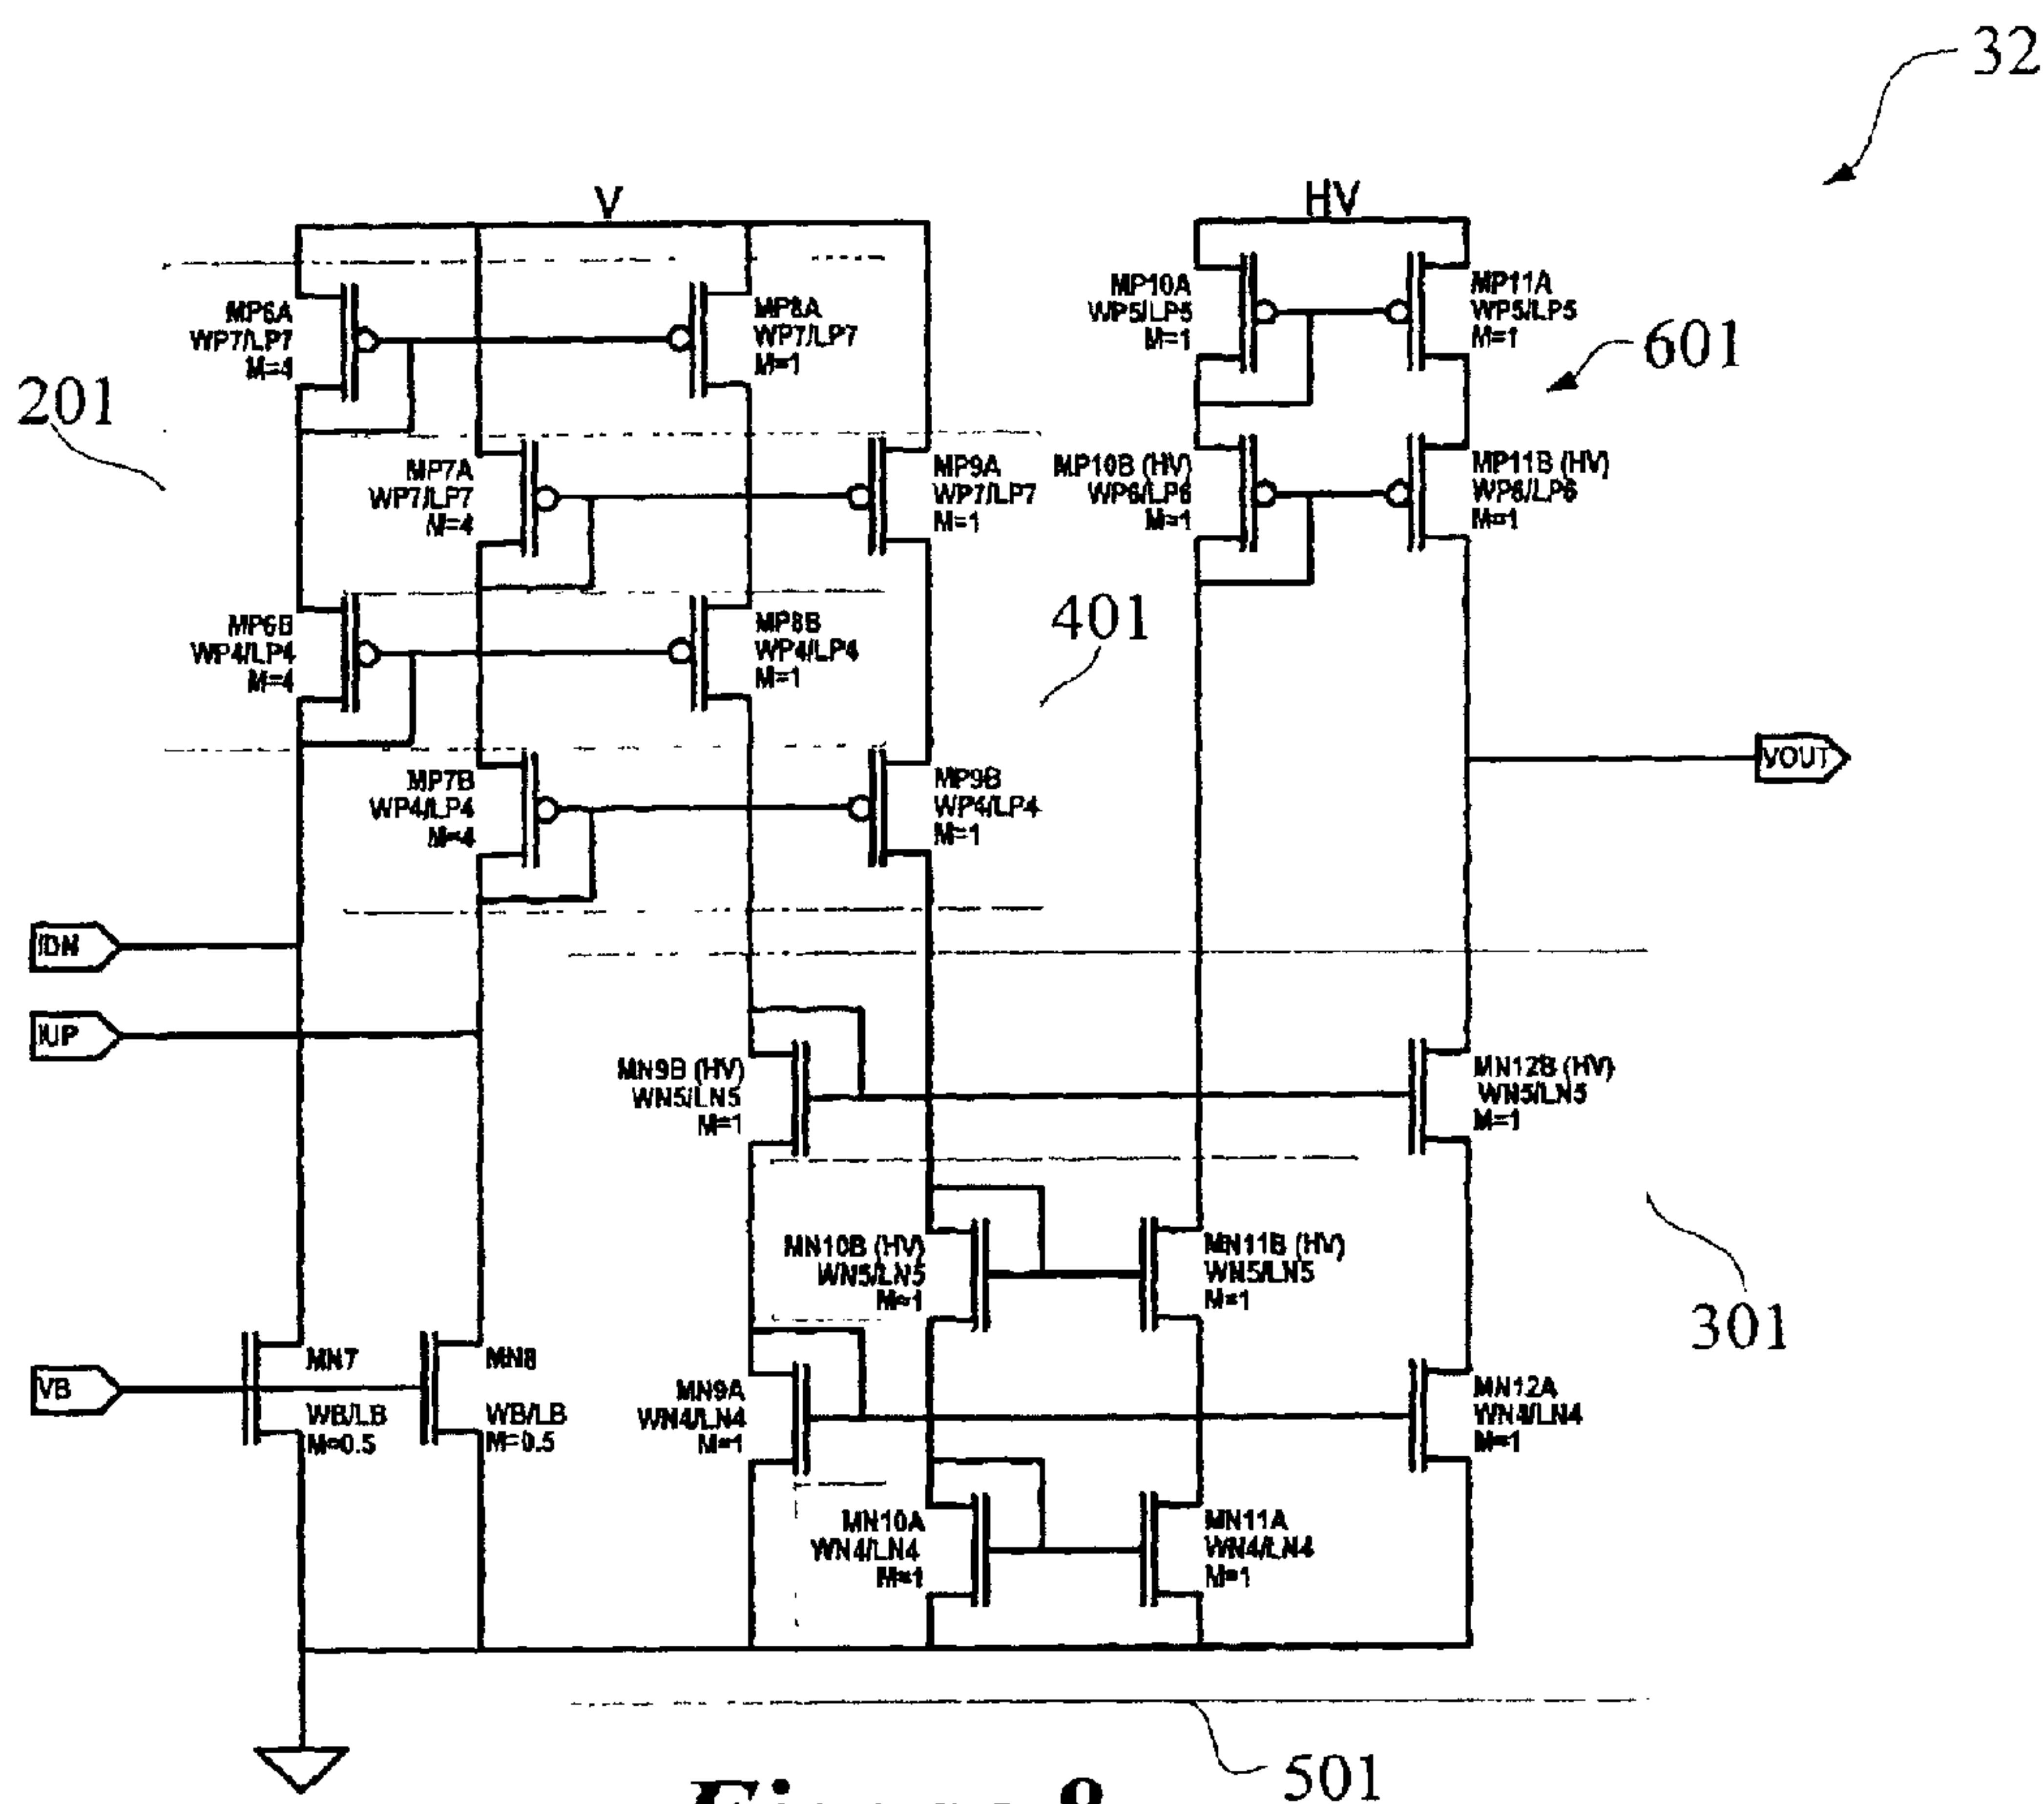 32
V
HV
MP6A
WP7/LP7
M=4
MP8A
WP7/LP7
M=1
MP10A
WP5/LP5
M=1
MP11A
WP5/LP5
M=1
601
201
MP7A
WP7/LP7
M=4
MP9A
WP7/LP7
M=1
MP10B (HV)
WP6/LP6
M=1
MP11B (HV)
WP6/LP6
M=1
MP6B
WP4/LP4
M=4
MP8B
WP4/LP4
M=1
401
MP7B
WP4/LP4
M=4
MP9B
WP4/LP4
M=1
VOUT
IDN
IUP
MN9B (HV)
WN5/LN5
M=1
MN12B (HV)
WN5/LN5
M=1
MN10B (HV)
WN5/LN5
M=1
MN11B (HV)
WN5/LN5
M=1
301
VB
MN7
WB/LB
M=0.5
MN8
WB/LB
M=0.5
MN9A
WN4/LN4
M=1
MN12A
WN4/LN4
M=1
MN10A
WN4/LN4
M=1
MN11A
WN4/LN4
M=1
501